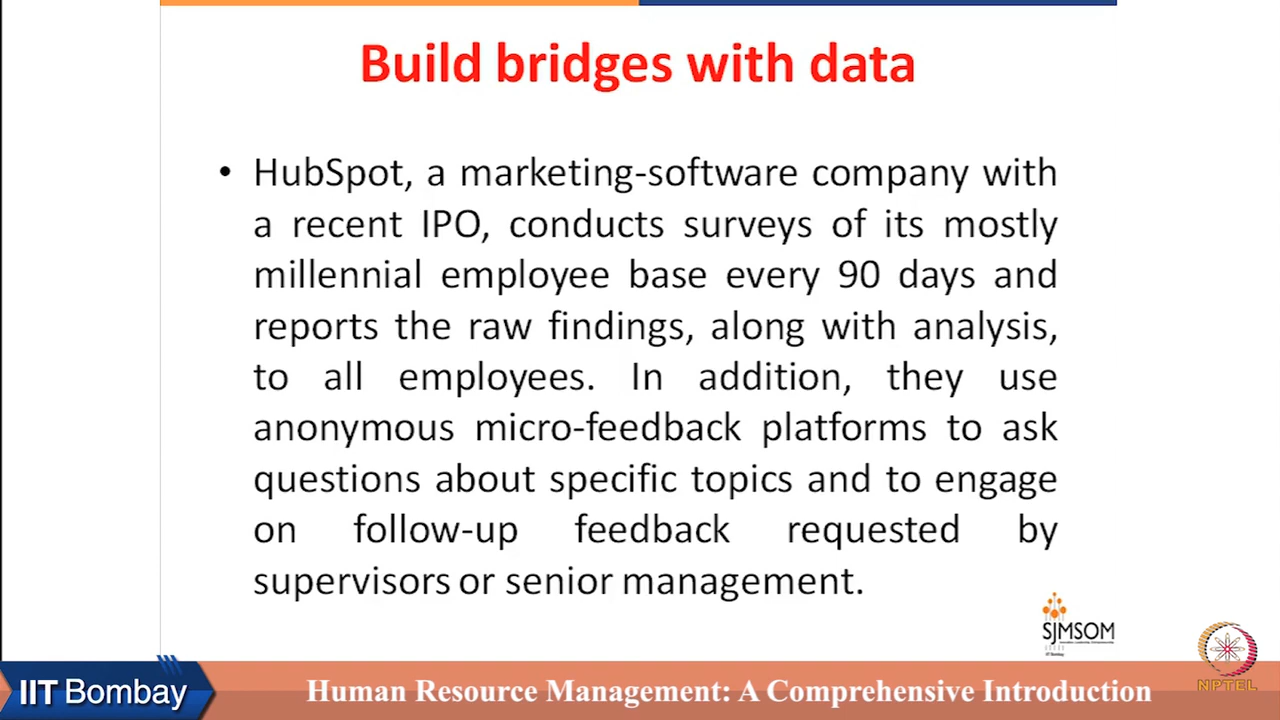 Build bridges with data
• HubSpot, a marketing-software company with
a recent IPO, conducts surveys of its mostly
millennial employee base every 90 days and
reports the raw findings, along with analysis,
to all employees. In addition, they use
anonymous micro-feedback platforms to ask
questions about specific topics and to engage
on follow-up feedback requested by
supervisors or senior management.
SJMSOM
IIT Bombay
NPTEL
IIT Bombay
Human Resource Management: A Comprehensive Introduction